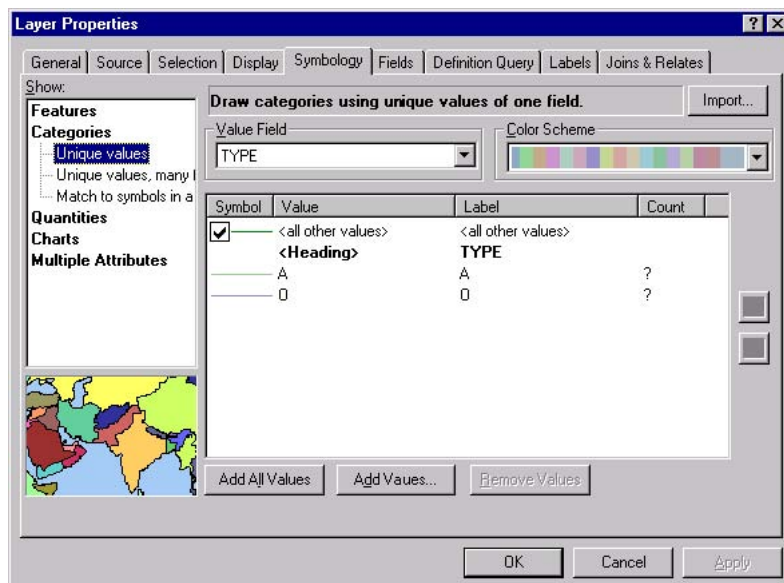 Layer Properties
General Source Selection Display Symbology Fields Definition Query Labels Joins & Relates
Show:
Features
Categories
Unique values
Unique values, many f
Match to symbols in a
Quantities
Charts
Multiple Attributes
Draw categories using unique values of one field.
Import...
Value Field
TYPE
Color Scheme
Symbol Value Label Count
<all other values> <all other values>
<Heading> TYPE
A A ?
O O ?
Add All Values Add Vaues... Remove Values
OK Cancel Apply